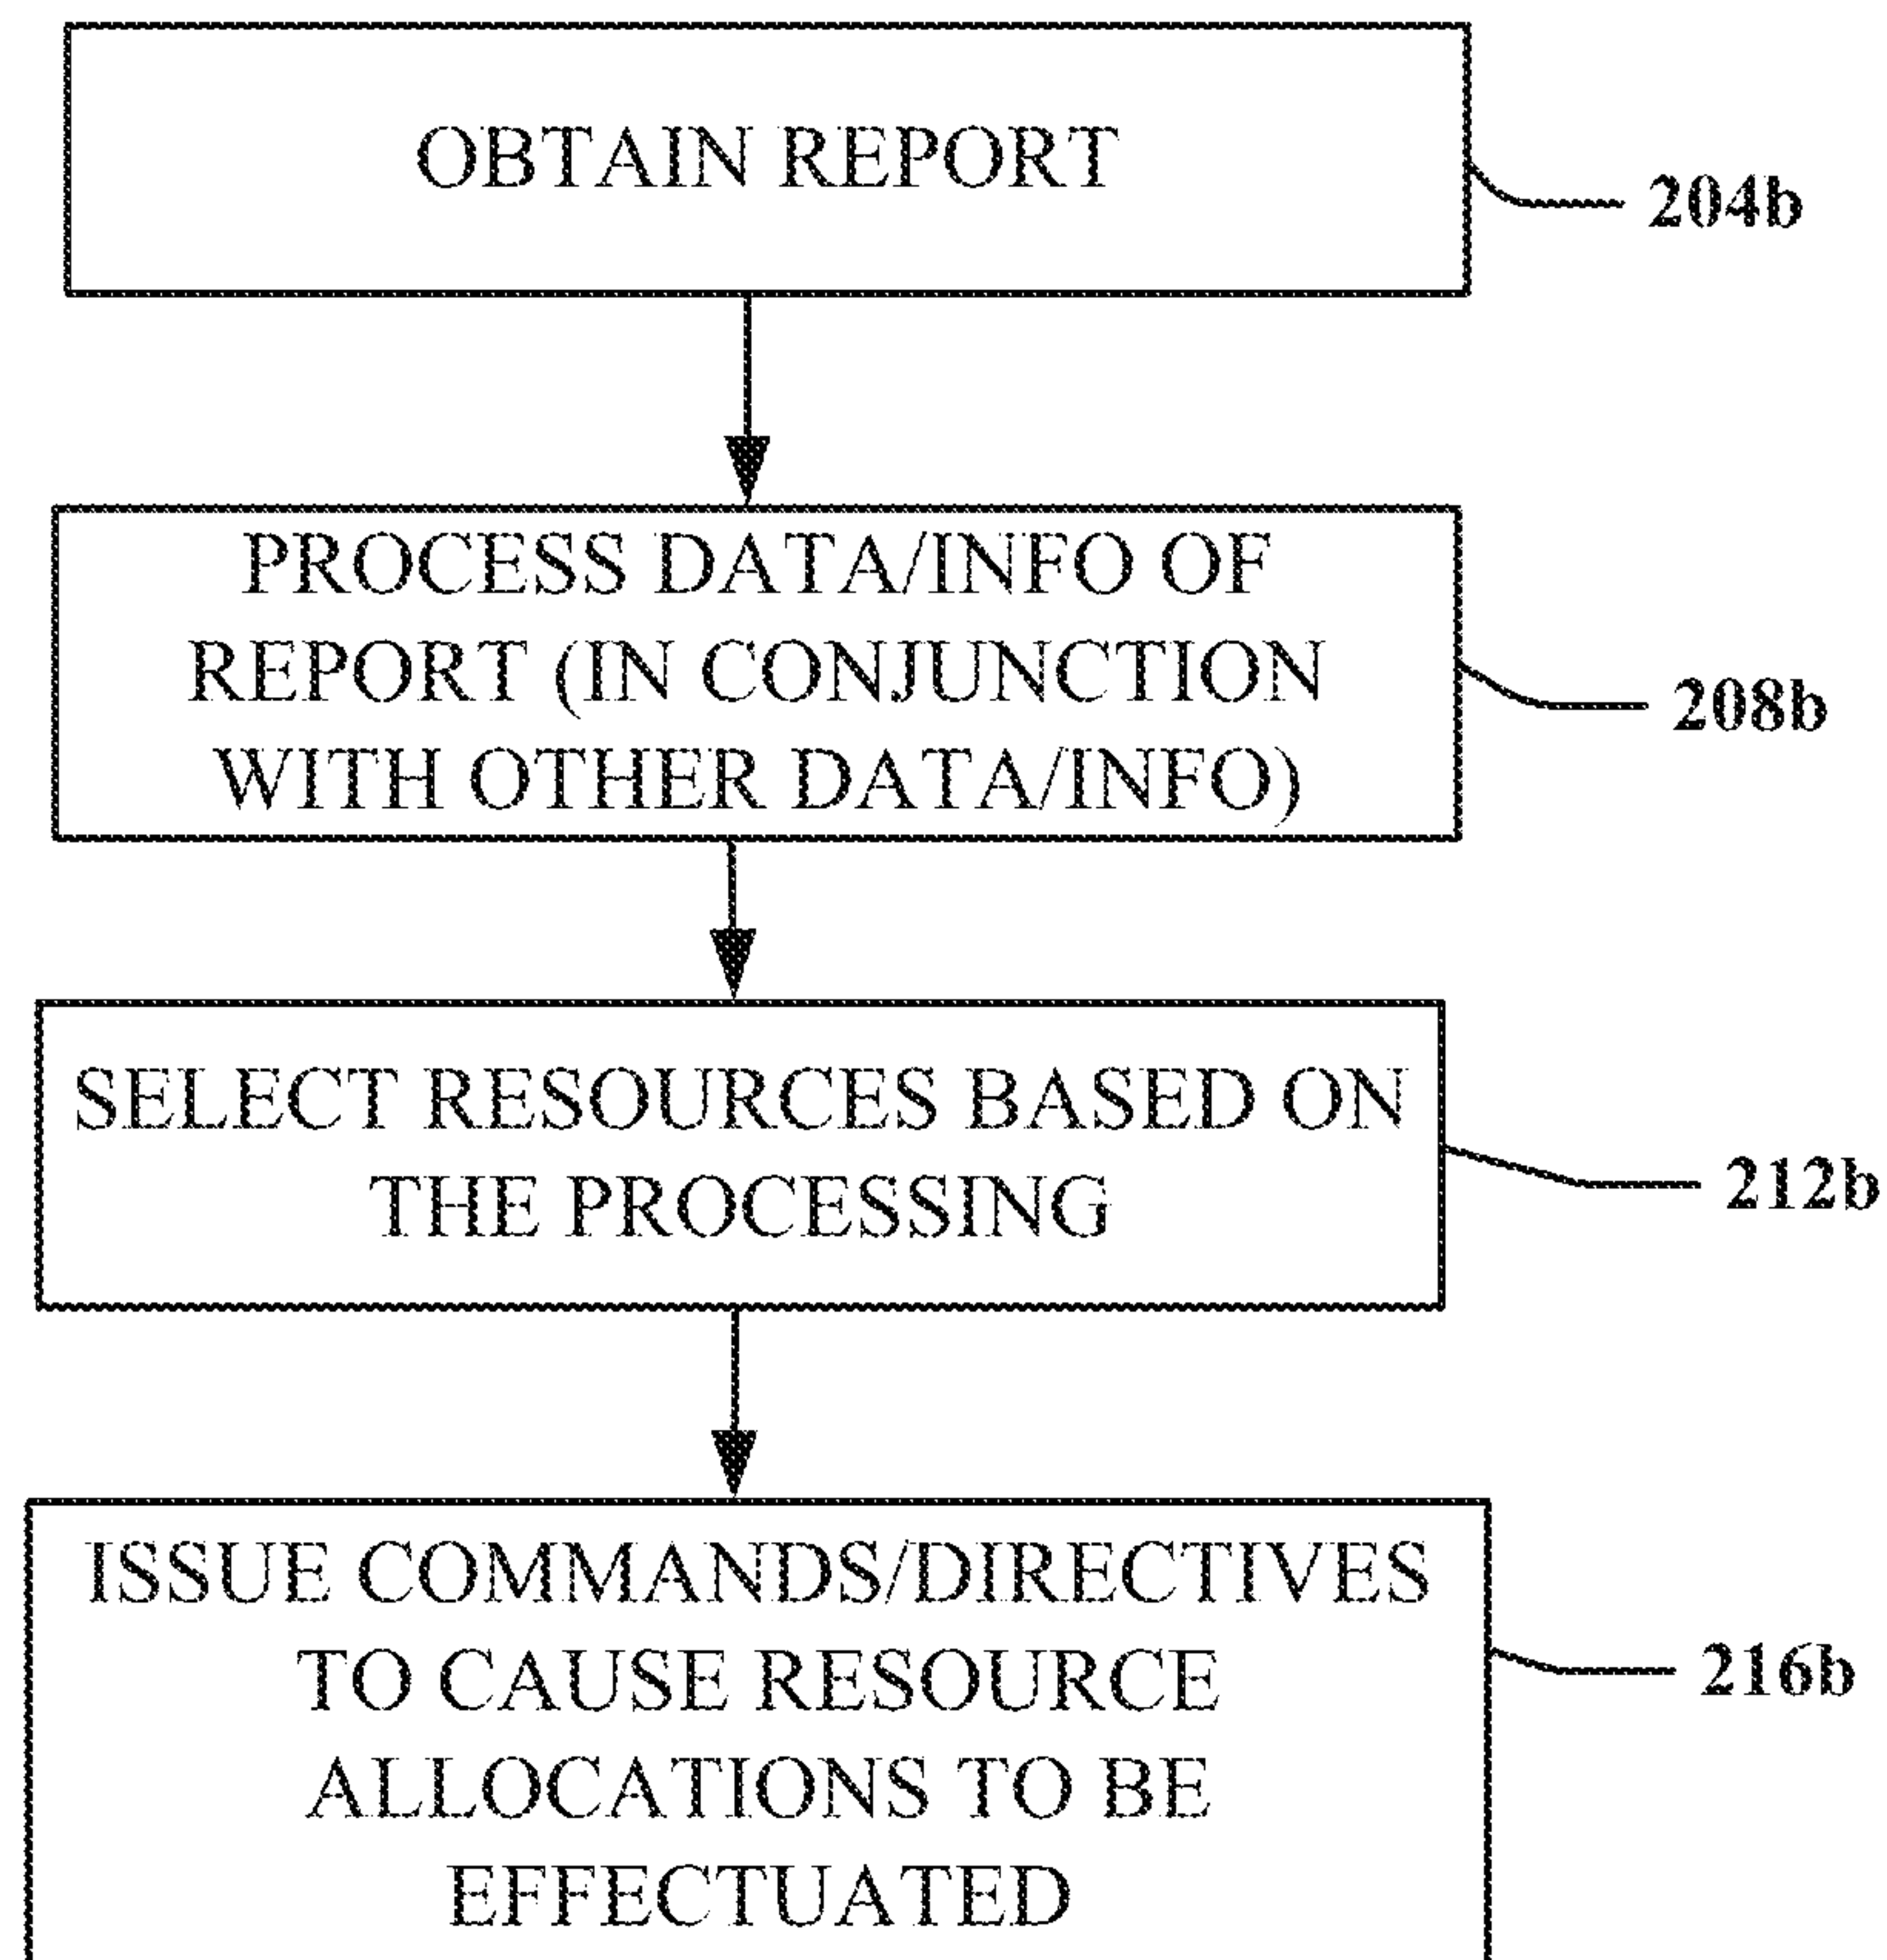 OBTAIN REPORT
204b
PROCESS DATA/INFO OF
REPORT (IN CONJUNCTION
WITH OTHER DATA/INFO)
208b
SELECT RESOURCES BASED ON
THE PROCESSING
212b
ISSUE COMMANDS/DIRECTIVES
TO CAUSE RESOURCE
ALLOCATIONS TO BE
EFFECTUATED
216b